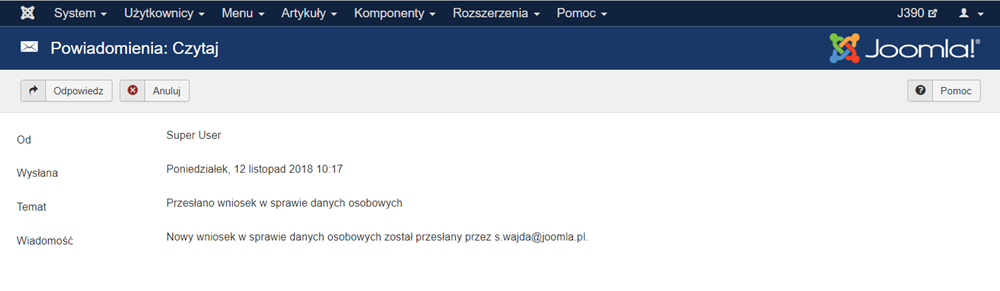 System Użytkownicy Menu Artykuły Komponenty Rozszerzenia Pomoc J390
Powiadomienia: Czytaj Joomla!®
Odpowiedz Anuluj Pomoc
Od Super User
Wysłana Poniedziałek, 12 listopad 2018 10:17
Temat Przesłano wniosek w sprawie danych osobowych
Wiadomość Nowy wniosek w sprawie danych osobowych został przesłany przez s.wajda@joomla.pl.